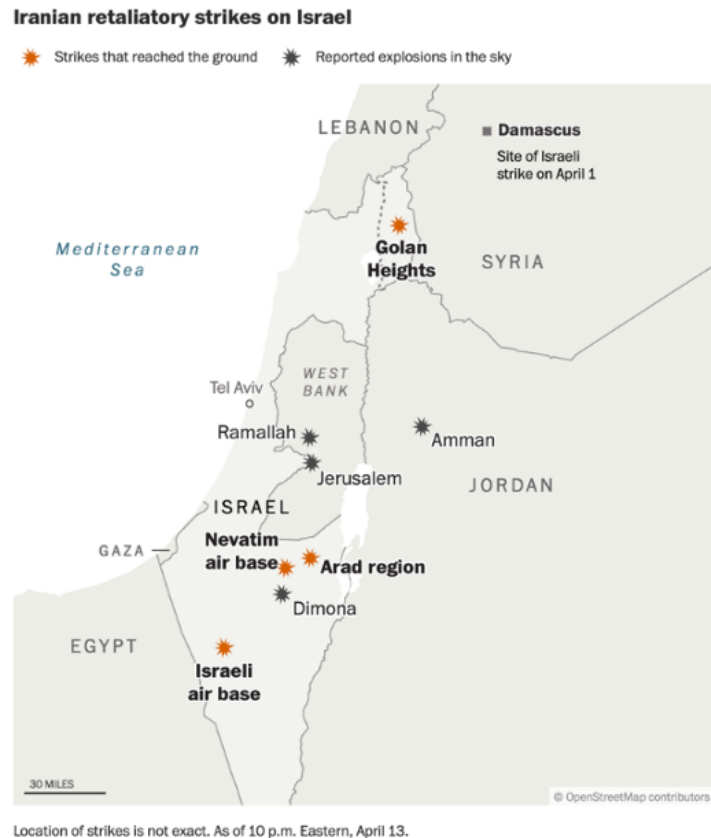 Iranian retaliatory strikes on Israel
Strikes that reached the ground
Reported explosions in the sky
LEBANON
Damascus
Site of Israeli
strike on April 1
Mediterranean
Sea
Golan
Heights
SYRIA
WEST
BANK
Tel Aviv
Ramallah
Amman
Jerusalem
JORDAN
ISRAEL
Nevatim
air base
GAZA
Arad region
Dimona
EGYPT
Israeli
air base
30 MILES
© OpenStreetMap contributors
Location of strikes is not exact. As of 10 p.m. Eastern, April 13.